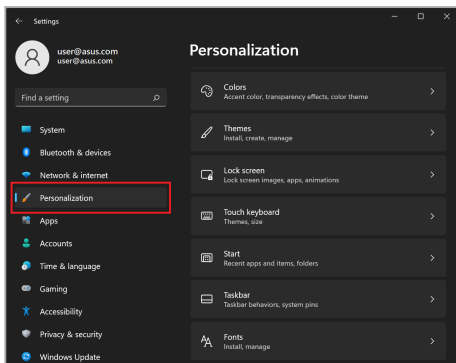 Settings
user@asus.com
user@asus.com
Find a setting
System
Bluetooth & devices
Network & internet
Personalization
Apps
Accounts
Time & language
Gaming
Accessibility
Privacy & security
Windows Update
Personalization
Colors
Accent color, transparency effects, color theme
Themes
Install, create, manage
Lock screen
Lock screen images, apps, animations
Touch keyboard
Themes, size
Start
Recent apps and items, folders
Taskbar
Taskbar behaviors, system pins
Fonts
Install, manage